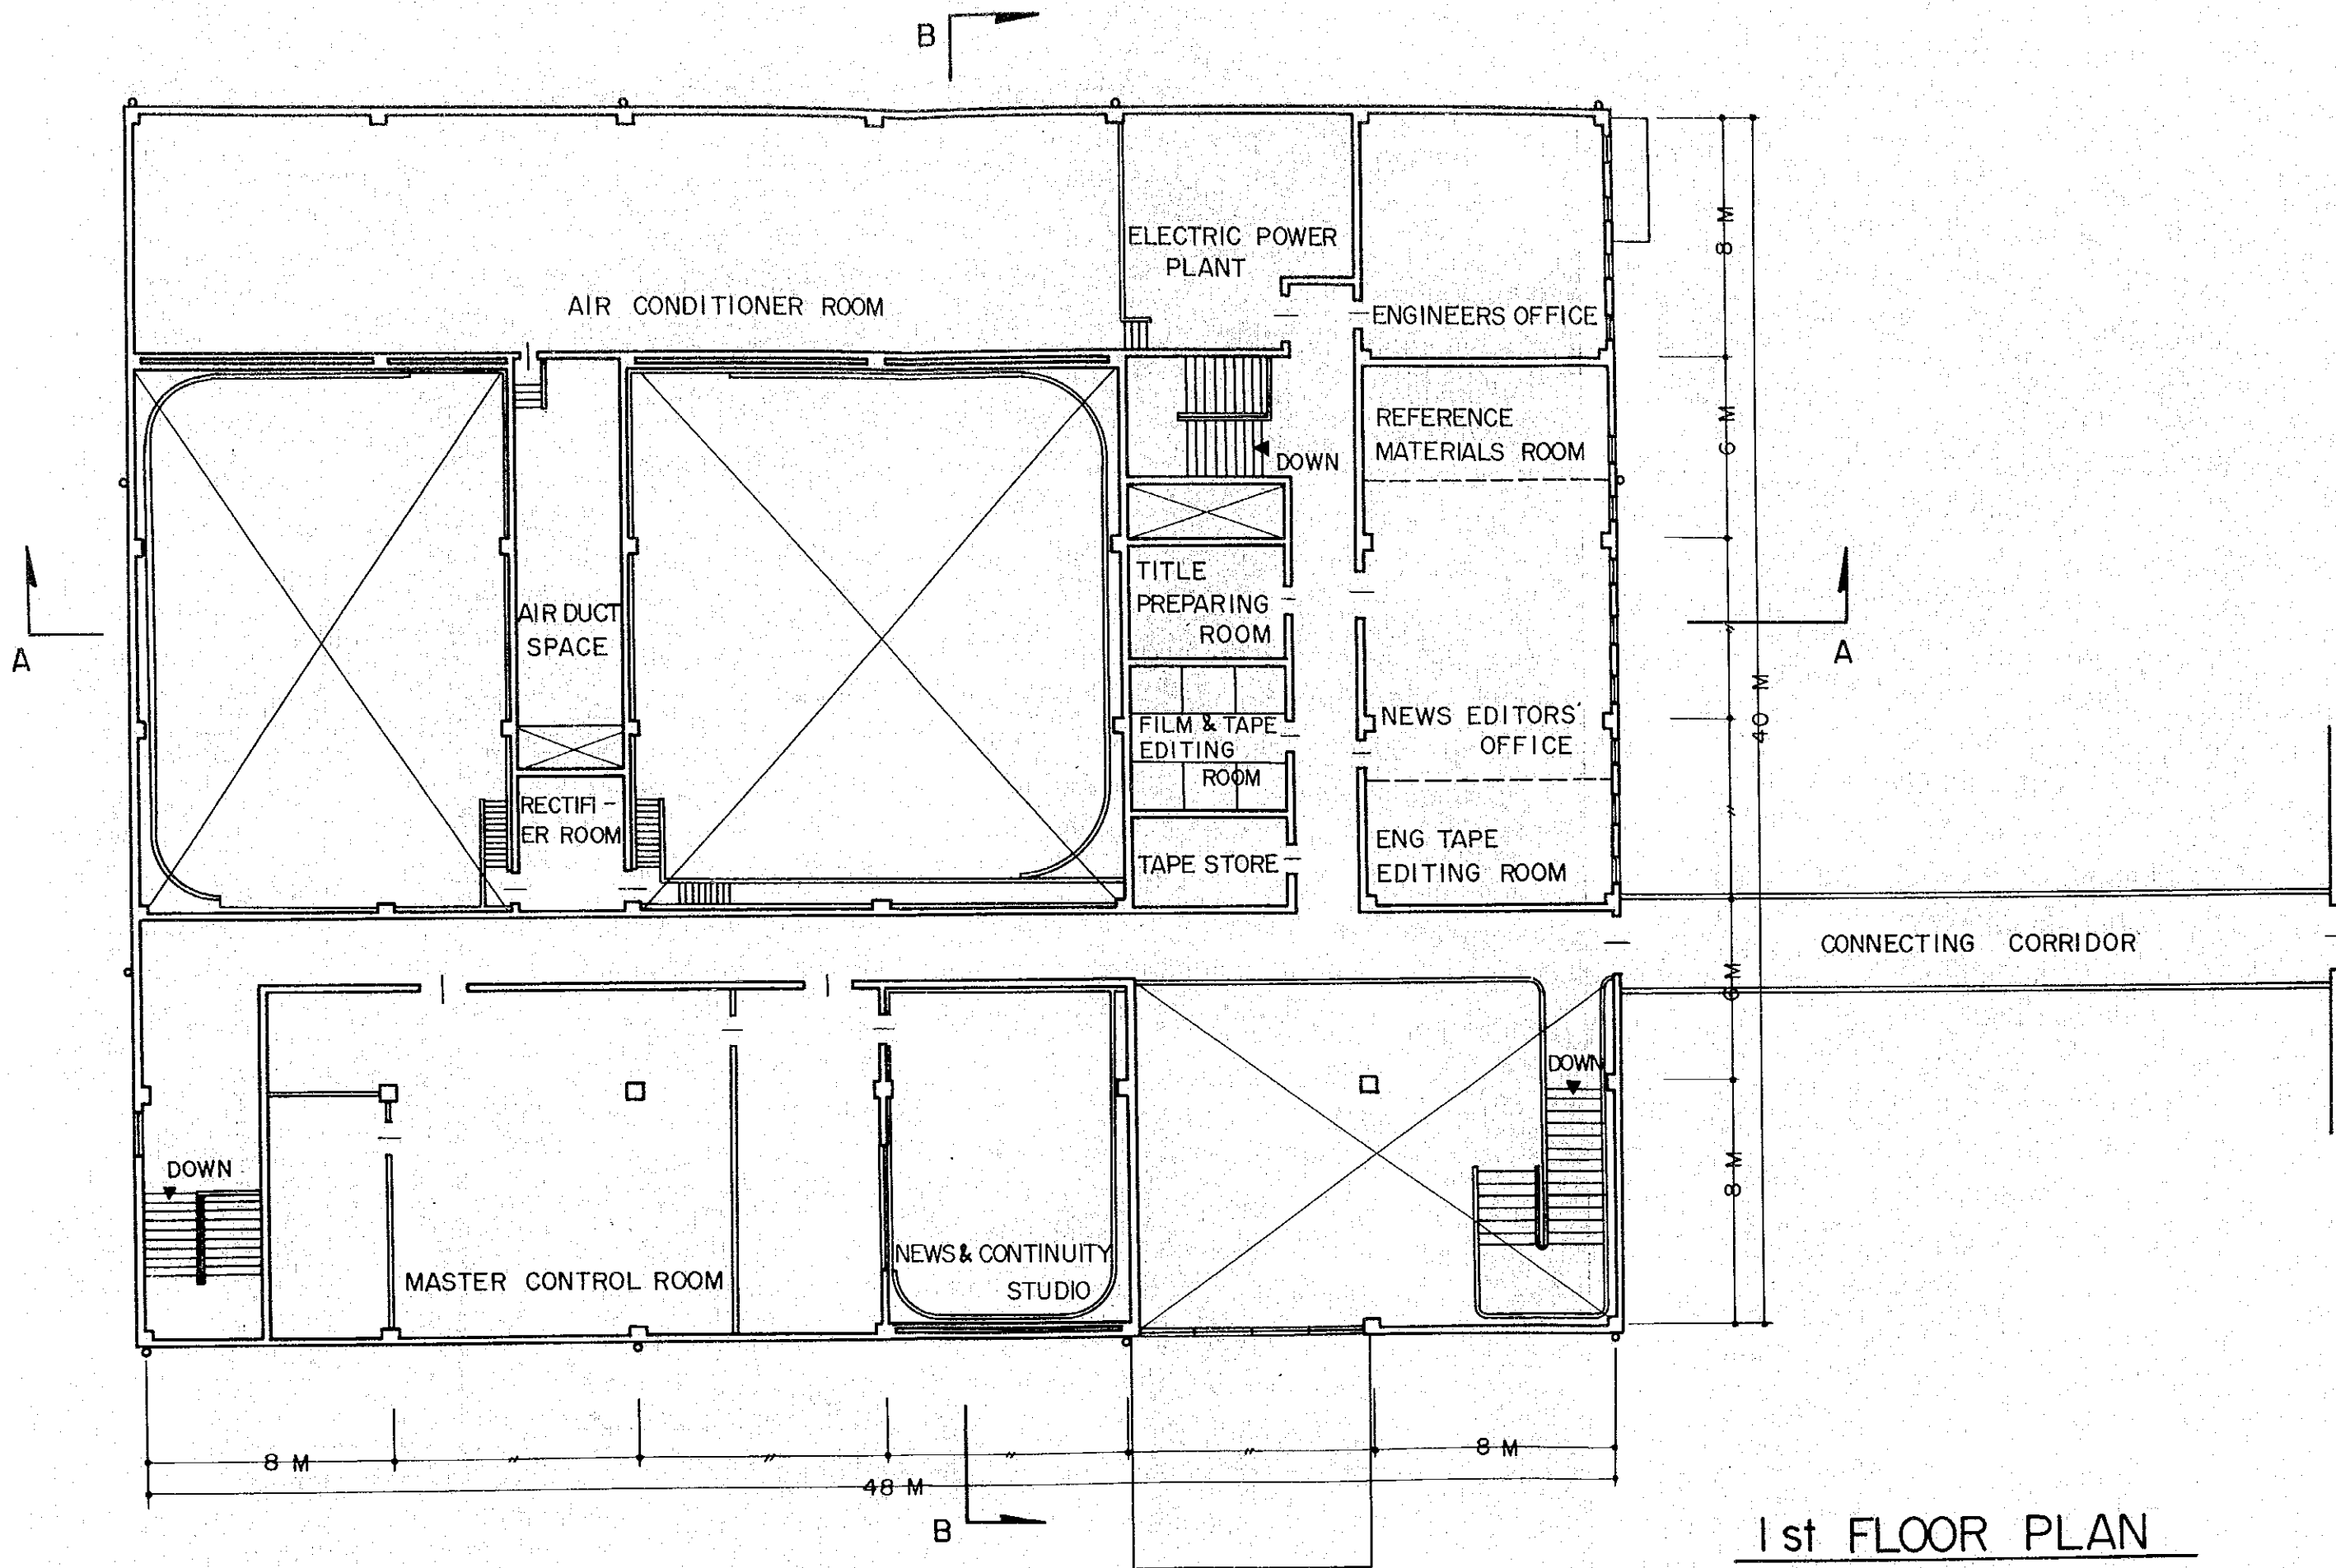 B
ELECTRIC POWER
PLANT
AIR CONDITIONER ROOM
ENGINEERS OFFICE
8 M
REFERENCE
MATERIALS ROOM
6 M
DOWN
TITLE
PREPARING
ROOM
AIR DUCT
SPACE
A
A
〃
40 M
NEWS EDITORS'
OFFICE
FILM & TAPE
EDITING
ROOM
RECTIFI-
ER ROOM
〃
ENG TAPE
EDITING ROOM
TAPE STORE
CONNECTING CORRIDOR
6 M
DOWN
DOWN
8 M
NEWS & CONTINUITY
STUDIO
MASTER CONTROL ROOM
8 M 〃 〃 〃 〃 8 M
48 M
B
1st FLOOR PLAN